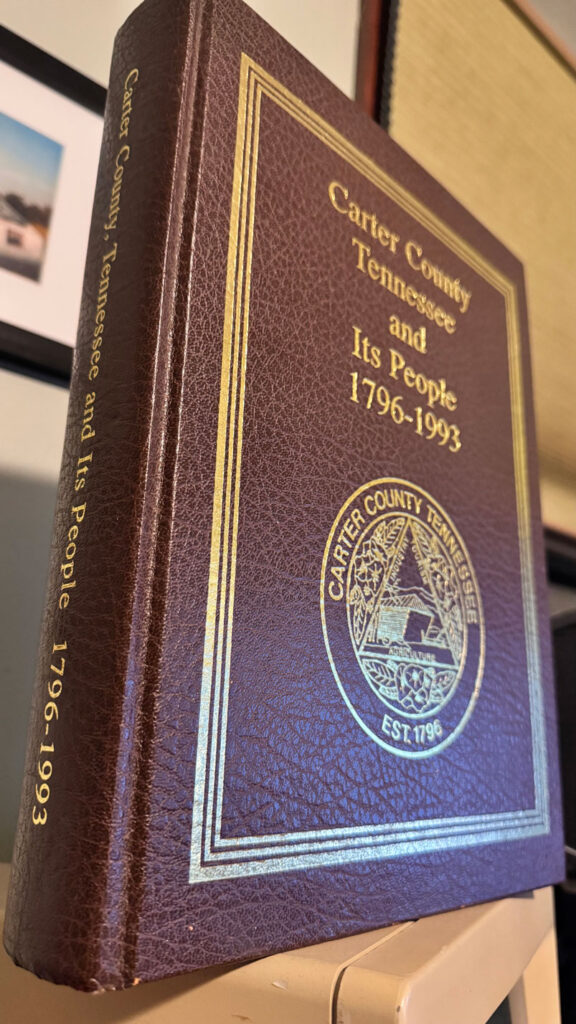 Carter County, Tennessee and Its People 1796-1993
Carter County
Tennessee
and
Its People
1796-1993
CARTER COUNTY TENNESSEE
AGRICULTURE
EST. 1796